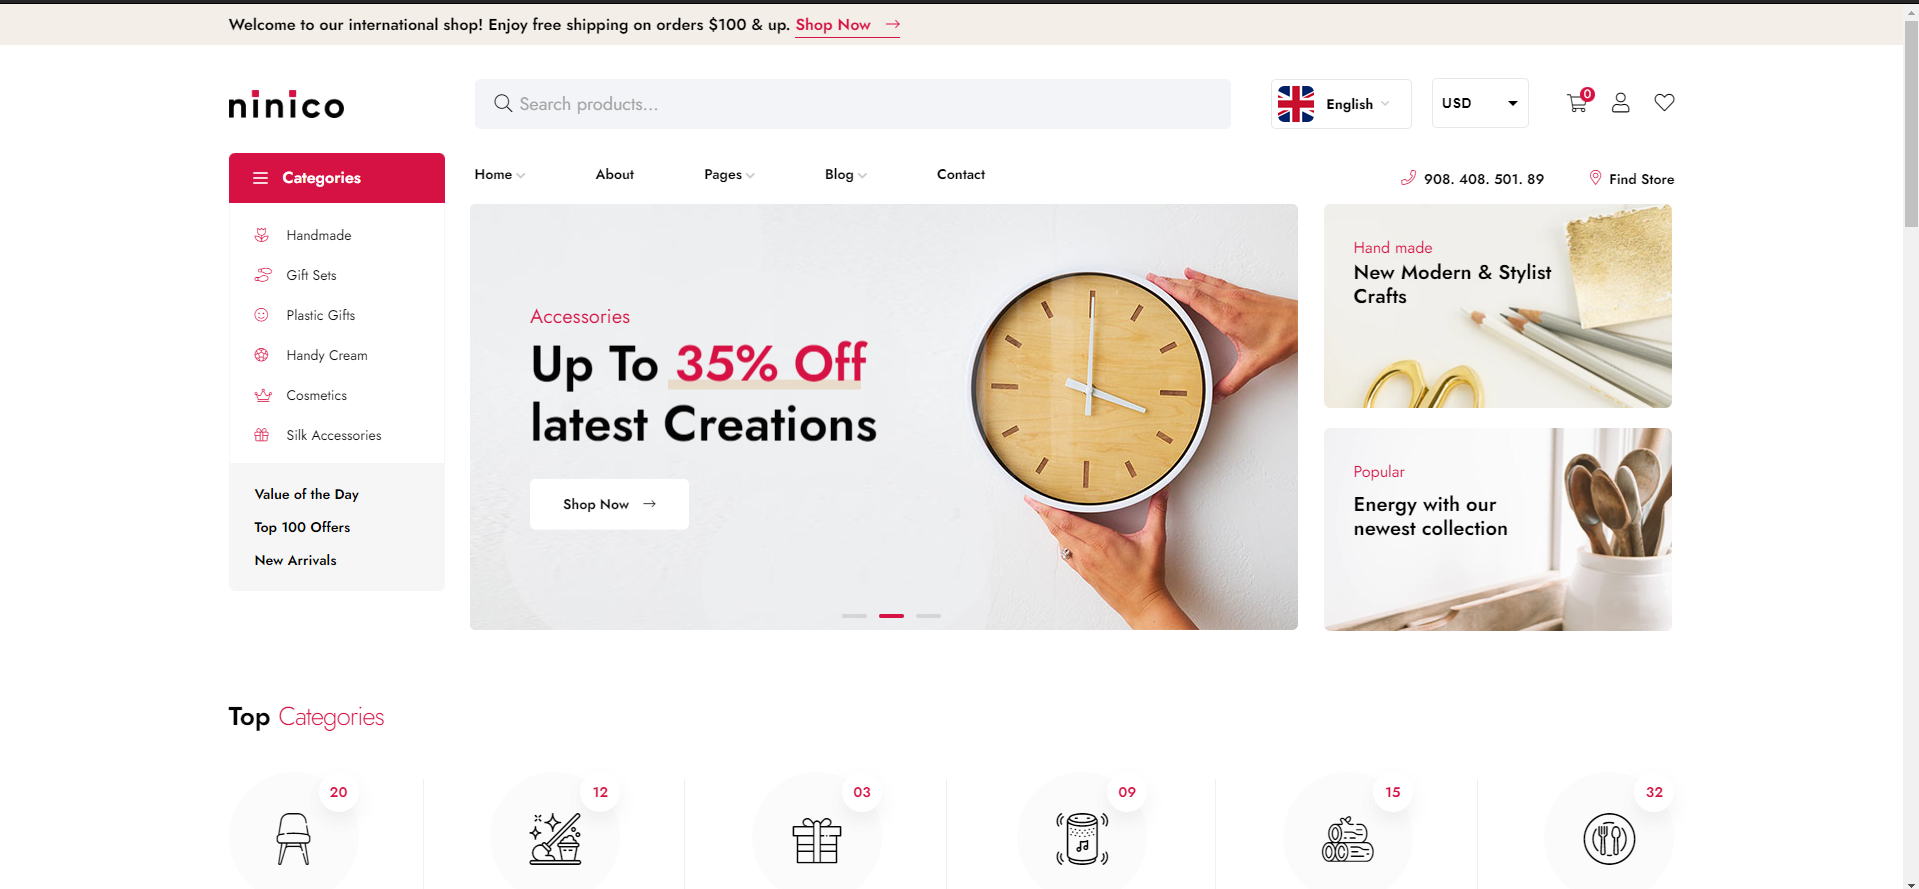 Welcome to our international shop! Enjoy free shipping on orders $100 & up. Shop Now
ninico
Search products...
English
USD
0
Categories
Home
About
Pages
Blog
Contact
908. 408. 501. 89
Find Store
Handmade
Gift Sets
Plastic Gifts
Handy Cream
Cosmetics
Silk Accessories
Value of the Day
Top 100 Offers
New Arrivals
Accessories
Up To 35% Off
latest Creations
Shop Now
Hand made
New Modern & Stylist
Crafts
Popular
Energy with our
newest collection
Top Categories
20
12
03
09
15
32